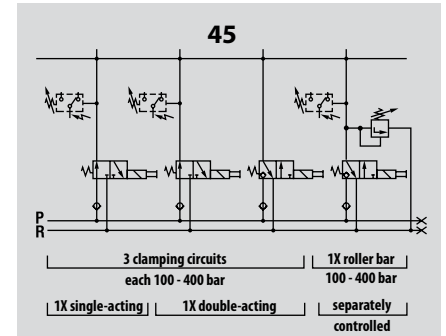 45
P
R
3 clamping circuits 1X roller bar
each 100 - 400 bar 100 - 400 bar
1X single-acting 1X double-acting separately
controlled